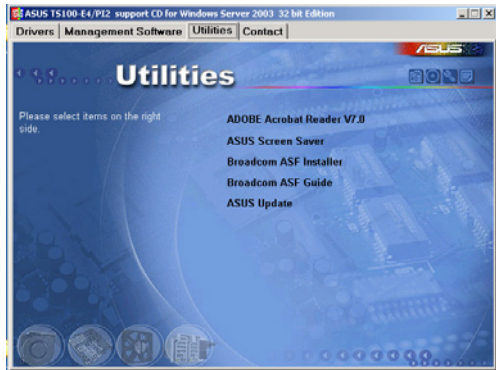 ASUS TS100-E4/PI2 support CD for Windows Server 2003 32 bit Edition
Drivers Management Software Utilities Contact
ASUS
Utilities
Please select items on the right
side.
ADOBE Acrobat Reader V7.0
ASUS Screen Saver
Broadcom ASF Installer
Broadcom ASF Guide
ASUS Update